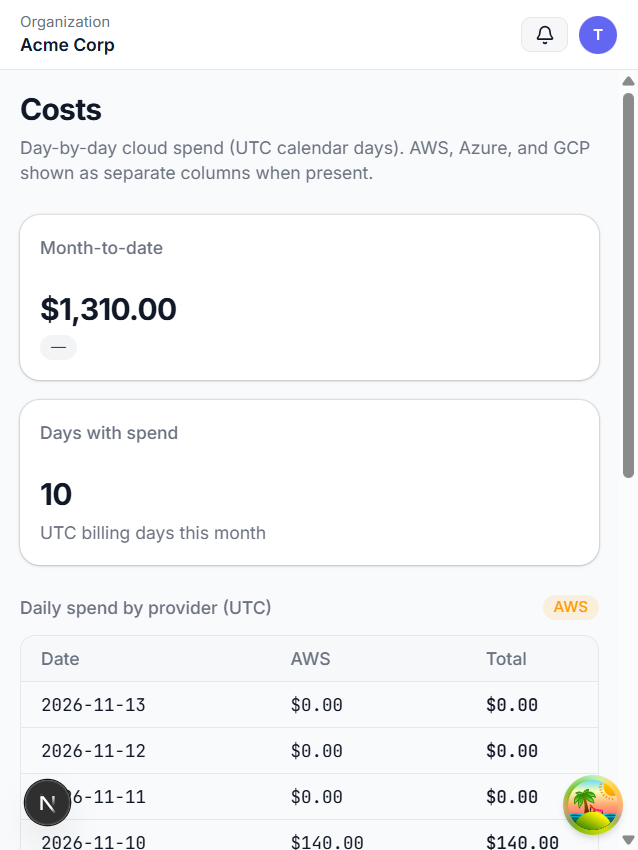 Organization
Acme Corp
T
Costs
Day-by-day cloud spend (UTC calendar days). AWS, Azure, and GCP
shown as separate columns when present.
Month-to-date
$1,310.00
—
Days with spend
10
UTC billing days this month
Daily spend by provider (UTC) AWS
Date AWS Total
2026-11-13 $0.00 $0.00
2026-11-12 $0.00 $0.00
6-11-11 $0.00 $0.00
N
2026-11-10 $140.00 $140.00